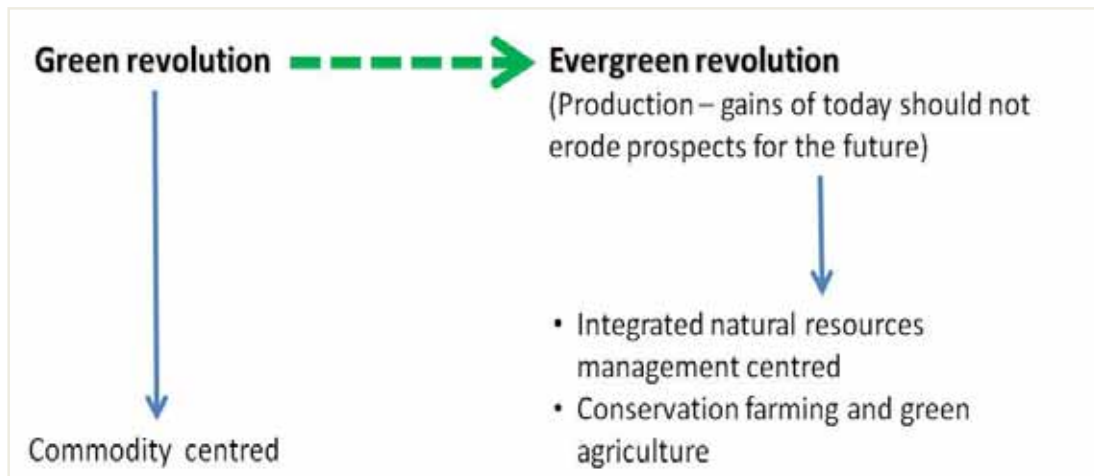 Green revolution
Evergreen revolution
(Production – gains of today should not
erode prospects for the future)
• Integrated natural resources
management centred
• Conservation farming and green
agriculture
Commodity centred